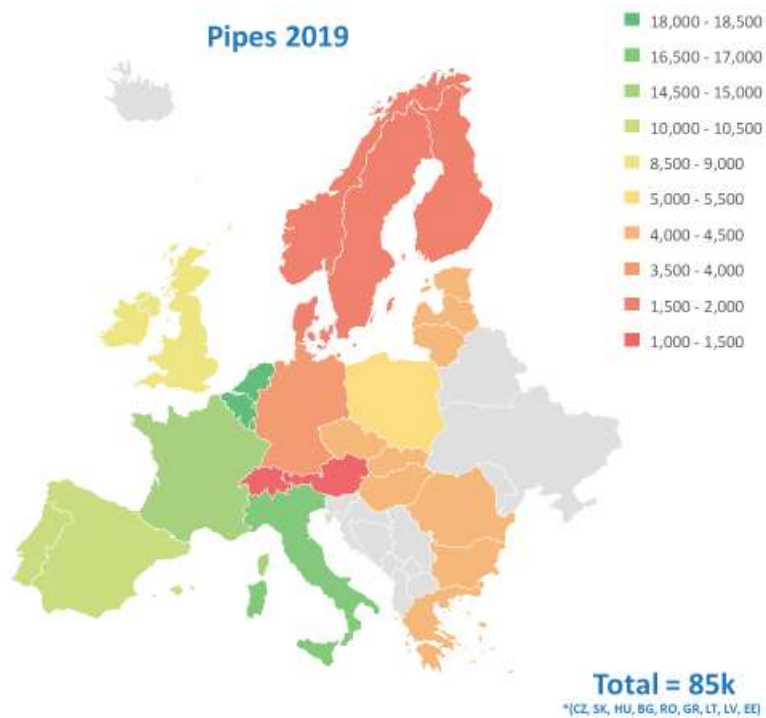 Pipes 2019
18,000 - 18,500
16,500 - 17,000
14,500 - 15,000
10,000 - 10,500
8,500 - 9,000
5,000 - 5,500
4,000 - 4,500
3,500 - 4,000
1,500 - 2,000
1,000 - 1,500
Total = 85k
*(CZ, SK, HU, BG, RO, GR, LT, LV, EE)